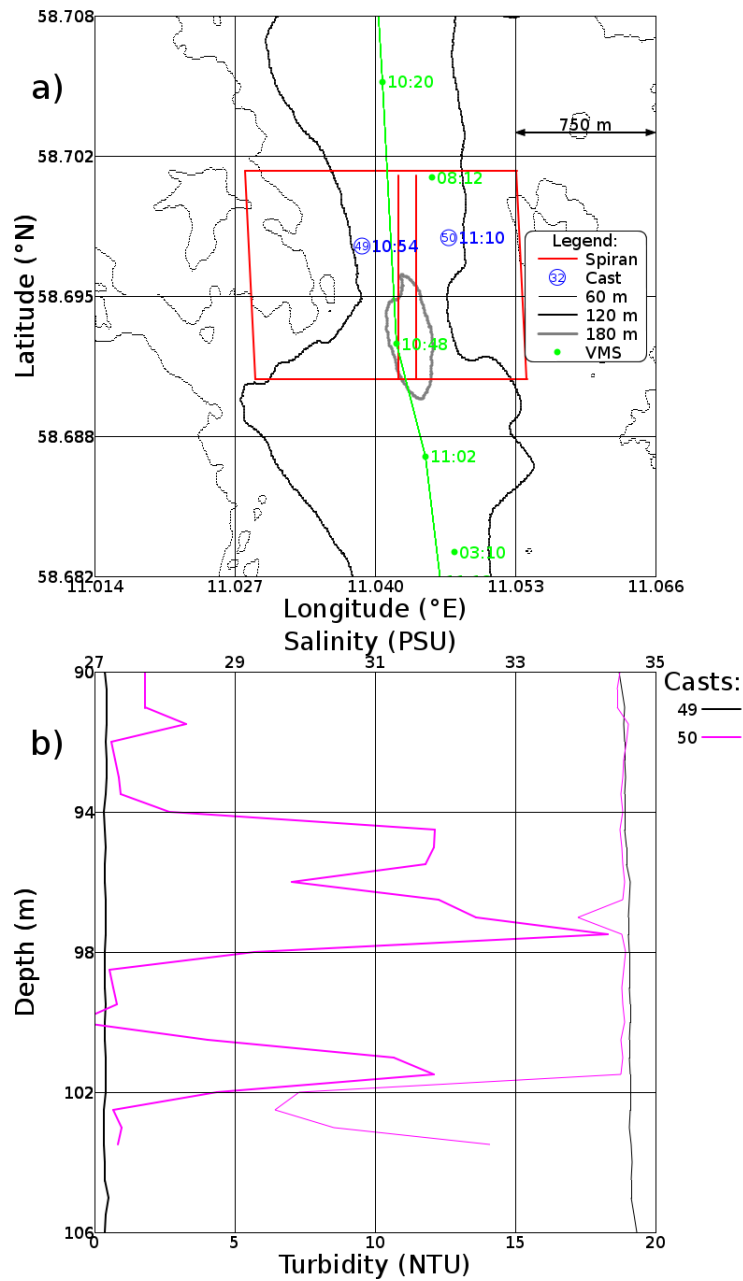 58.708
a)
10:20
750 m
58.702
08:12
49 10:54
50 11:10
Legend:
Spiran
32 Cast
60 m
120 m
180 m
VMS
Latitude (°N)
58.695
10:48
58.688
11:02
03:10
58.682
11.014 11.027 11.040 11.053 11.066
Longitude (°E)
Salinity (PSU)
27 29 31 33 35
90
Casts:
49
50
b)
94
Depth (m)
98
102
106
0 5 10 15 20
Turbidity (NTU)